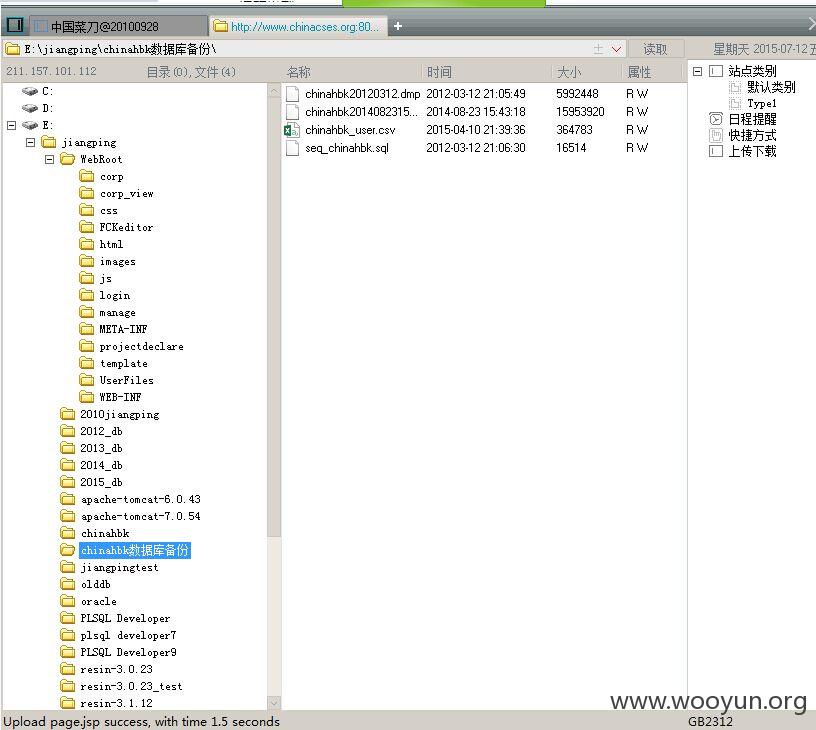 中国菜刀@20100928
http://www.chinacses.org:80...
E:\jiangping\chinahbk数据库备份\
读取
星期天 2015-07-12 五
211.157.101.112
目录(0),文件(4)
名称 时间 大小 属性
C:
D:
E:
jiangping
WebRoot
corp
corp_view
css
FCKeditor
html
images
js
login
manage
META-INF
projectdeclare
template
UserFiles
WEB-INF
2010jiangping
2012_db
2013_db
2014_db
2015_db
apache-tomcat-6.0.43
apache-tomcat-7.0.54
chinahbk
chinahbk数据库备份
jiangpingtest
olddb
oracle
PLSQL Developer
plsql developer7
PLSQL Developer9
resin-3.0.23
resin-3.0.23_test
resin-3.1.12
chinahbk20120312.dmp 2012-03-12 21:05:49 5992448 R W
chinahbk2014082315... 2014-08-23 15:43:18 15953920 R W
chinahbk_user.csv 2015-04-10 21:39:36 364783 R W
seq_chinahbk.sql 2012-03-12 21:06:30 16514 R W
站点类别
默认类别
Type1
日程提醒
快捷方式
上传下载
www.wooyun.org
Upload page.jsp success, with time 1.5 seconds
GB2312